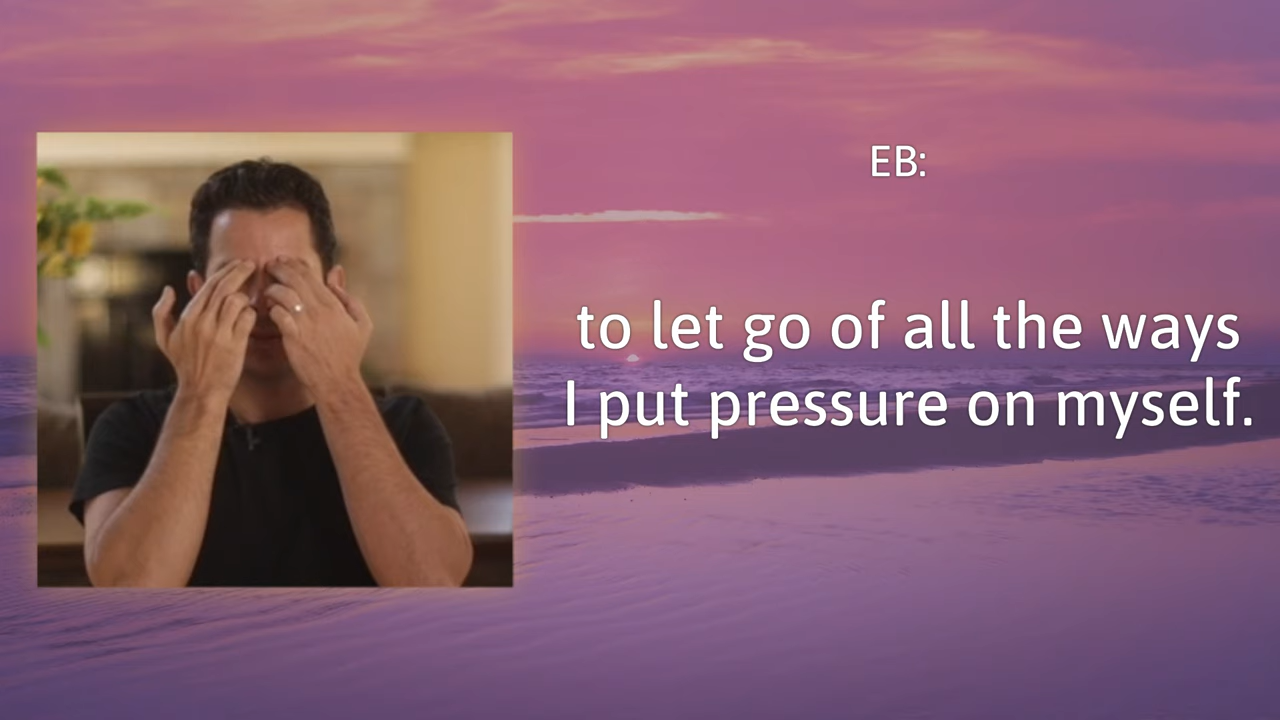 EB:
to let go of all the ways
I put pressure on myself.